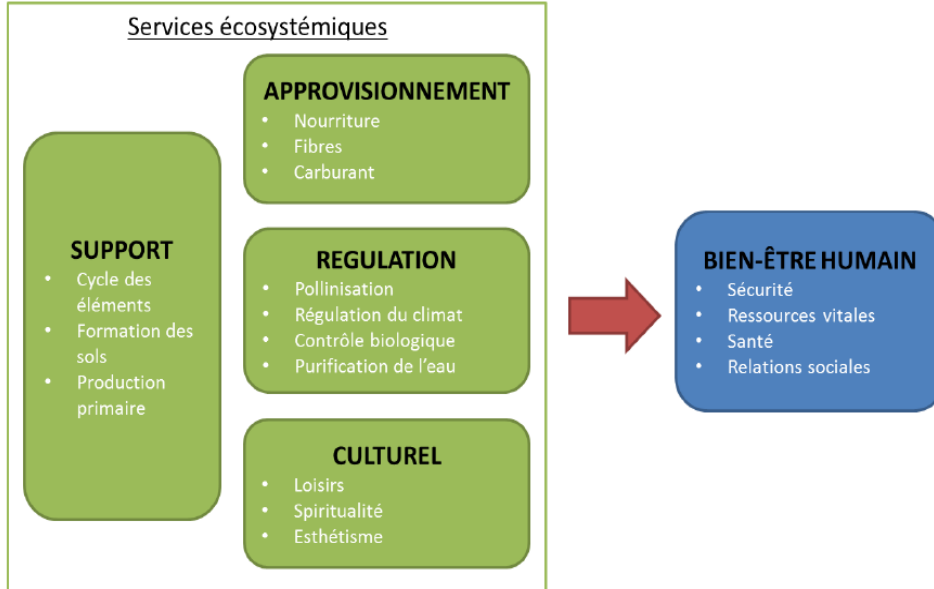 Services écosystémiques
SUPPORT
• Cycle des
éléments
• Formation des
sols
• Production
primaire
APPROVISIONNEMENT
• Nourriture
• Fibres
• Carburant
REGULATION
• Pollinisation
• Régulation du climat
• Contrôle biologique
• Purification de l'eau
CULTUREL
• Loisirs
• Spiritualité
• Esthétisme
BIEN-ÊTRE HUMAIN
• Sécurité
• Ressources vitales
• Santé
• Relations sociales